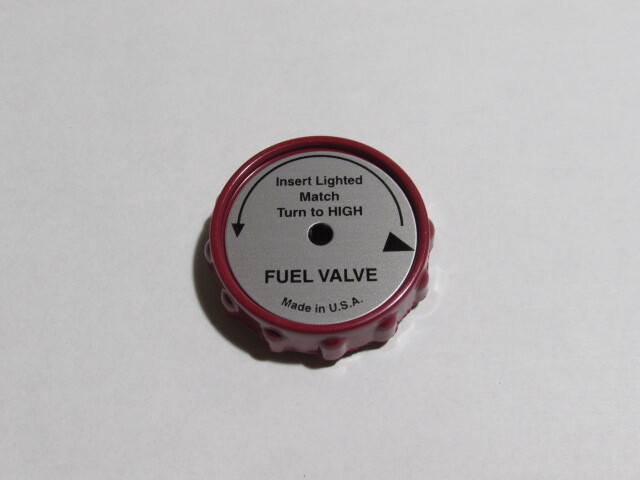 Insert Lighted
Match
Turn to HIGH
FUEL VALVE
Made in U.S.A.